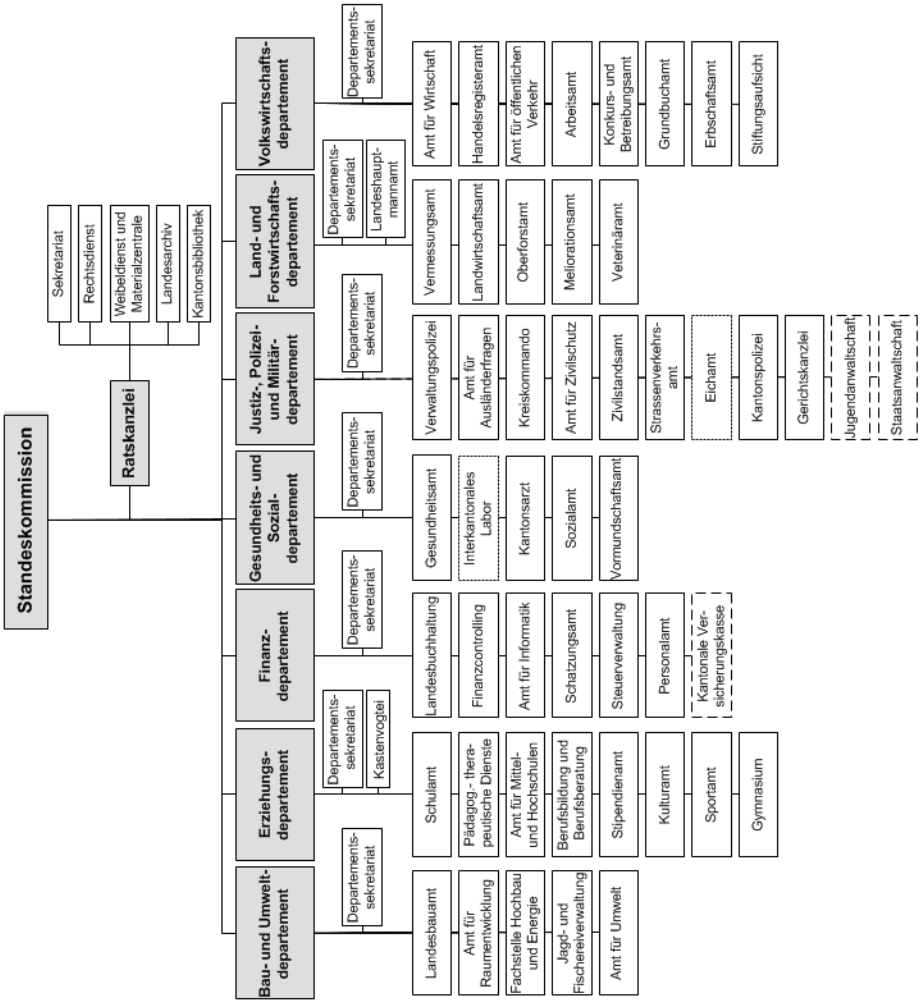 Standeskommission
Ratskanzlei
Sekretariat
Rechtsdienst
Weibeldienst und
Materialzentrale
Landesarchiv
Kantonsbibliothek
Bau- und Umwelt-
departement
Departements-
sekretariat
Landesbauamt
Amt für
Raumentwicklung
Fachstelle Hochbau
und Energie
Jagd- und
Fischereiverwaltung
Amt für Umwelt
Erziehungs-
departement
Departements-
sekretariat
Kastenvogtei
Schulamt
Pädagog.- thera-
peutische Dienste
Amt für Mittel-
und Hochschulen
Berufsbildung und
Berufsberatung
Stipendienamt
Kulturamt
Sportamt
Gymnasium
Finanz-
departement
Departements-
sekretariat
Landesbuchhaltung
Finanzcontrolling
Amt für Informatik
Schatzungsamt
Steuerverwaltung
Personalamt
Kantonale Ver-
sicherungskasse
Gesundheits- und
Sozial-
departement
Departements-
sekretariat
Gesundheitsamt
Interkantonales
Labor
Kantonsarzt
Sozialamt
Vormundschaftsamt
Justiz-, Polizei-
und Militär-
departement
Departements-
sekretariat
Verwaltungspolizei
Amt für
Ausländerfragen
Kreiskommando
Amt für Zivilschutz
Zivilstandsamt
Strassenverkehrs-
amt
Eichamt
Kantonspolizei
Gerichtskanzlei
Jugendanwaltschaft
Staatsanwaltschaft
Land- und
Forstwirtschafts-
departement
Departements-
sekretariat
Landeshaupt-
mannamt
Vermessungsamt
Landwirtschaftsamt
Oberforstamt
Meliorationsamt
Veterinäramt
Volkswirtschafts-
departement
Departements-
sekretariat
Amt für Wirtschaft
Handelsregisteramt
Amt für öffentlichen
Verkehr
Arbeitsamt
Konkurs- und
Betreibungsamt
Grundbuchamt
Erbschaftsamt
Stiftungsaufsicht